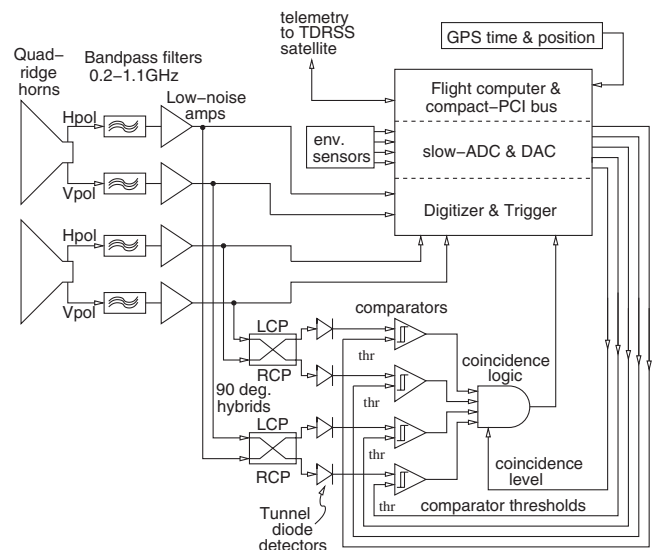 telemetry
to TDRSS
satellite
GPS time & position
Quad-
ridge
horns
Bandpass filters
0.2-1.1GHz
Low-noise
amps
Hpol
Vpol
Hpol
Vpol
env.
sensors
Flight computer &
compact-PCI bus
slow-ADC & DAC
Digitizer & Trigger
LCP
RCP
90 deg.
hybrids
LCP
RCP
comparators
thr
thr
thr
thr
coincidence
logic
coincidence
level
comparator thresholds
Tunnel
diode
detectors